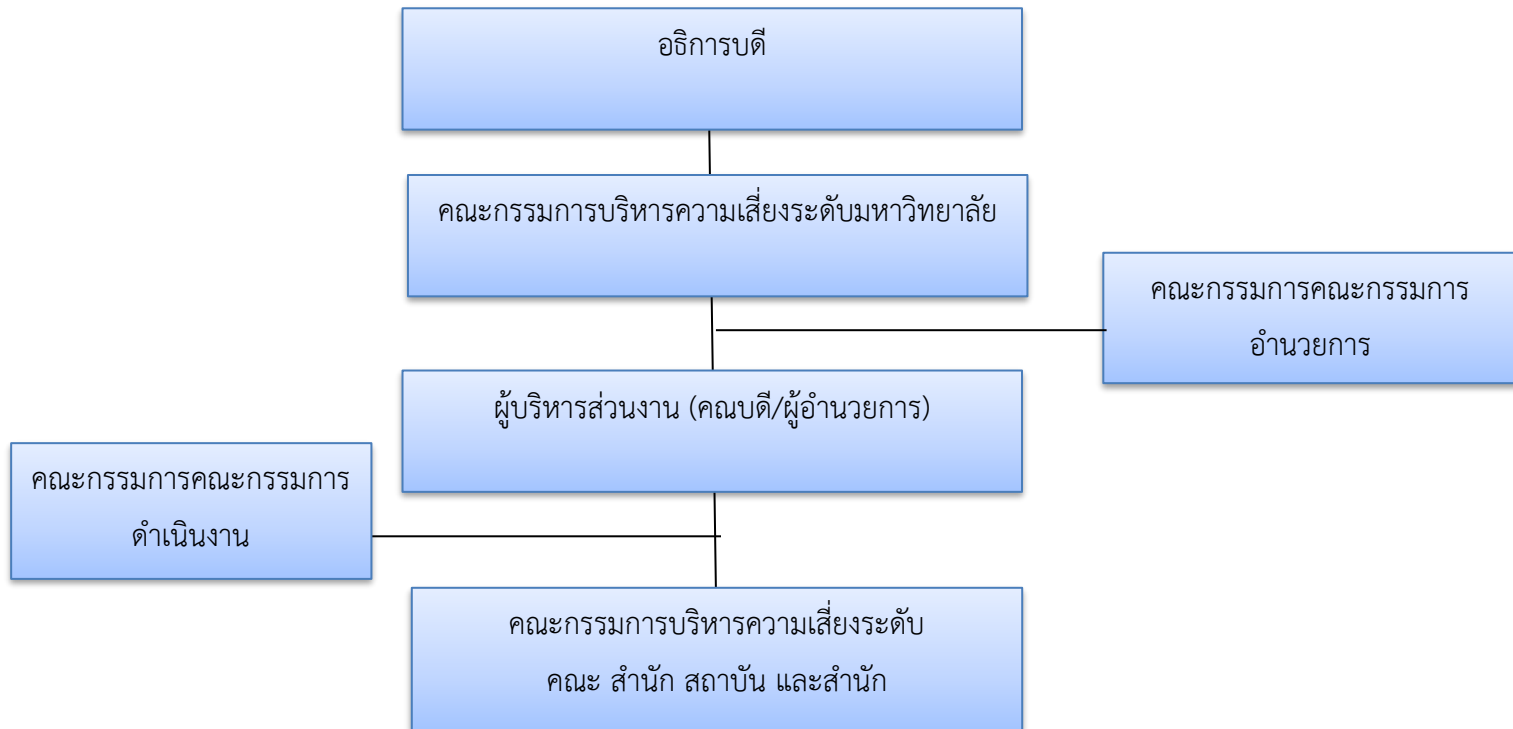 อธิการบดี
คณะกรรมการบริหารความเสี่ยงระดับมหาวิทยาลัย
คณะกรรมการคณะกรรมการ
อำนวยการ
ผู้บริหารส่วนงาน (คณบดี/ผู้อำนวยการ)
คณะกรรมการคณะกรรมการ
ดำเนินงาน
คณะกรรมการบริหารความเสี่ยงระดับ
คณะ สำนัก สถาบัน และสำนัก